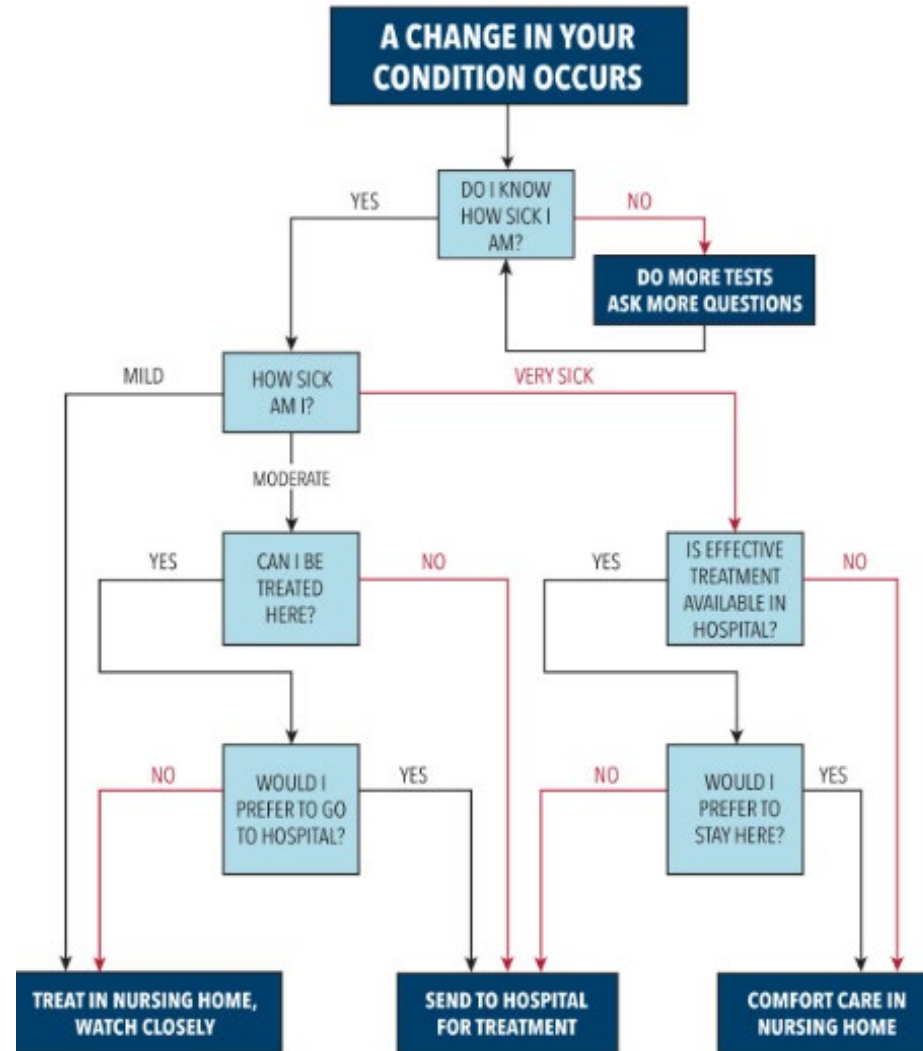 A CHANGE IN YOUR
CONDITION OCCURS
DO I KNOW
HOW SICK I
AM?
YES
NO
DO MORE TESTS
ASK MORE QUESTIONS
HOW SICK
AM I?
MILD
VERY SICK
MODERATE
CAN I BE
TREATED
HERE?
YES
NO
IS EFFECTIVE
TREATMENT
AVAILABLE IN
HOSPITAL?
YES
NO
WOULD I
PREFER TO GO
TO HOSPITAL?
NO
YES
WOULD I
PREFER TO
STAY HERE?
NO
YES
TREAT IN NURSING HOME,
WATCH CLOSELY
SEND TO HOSPITAL
FOR TREATMENT
COMFORT CARE IN
NURSING HOME